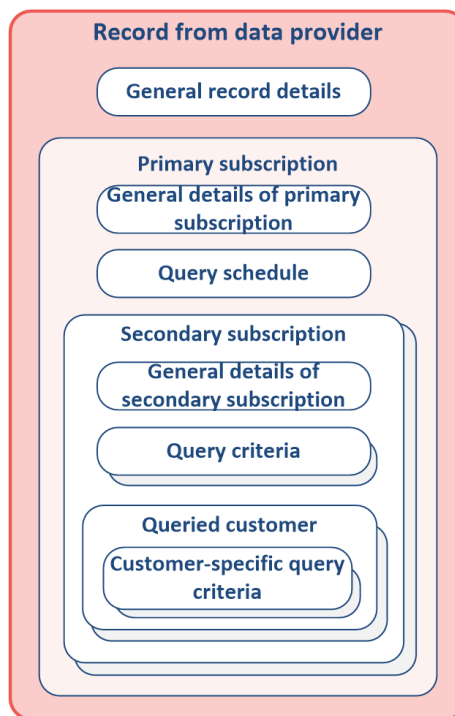 Record from data provider
General record details
Primary subscription
General details of primary
subscription
Query schedule
Secondary subscription
General details of
secondary subscription
Query criteria
Queried customer
Customer-specific query
criteria